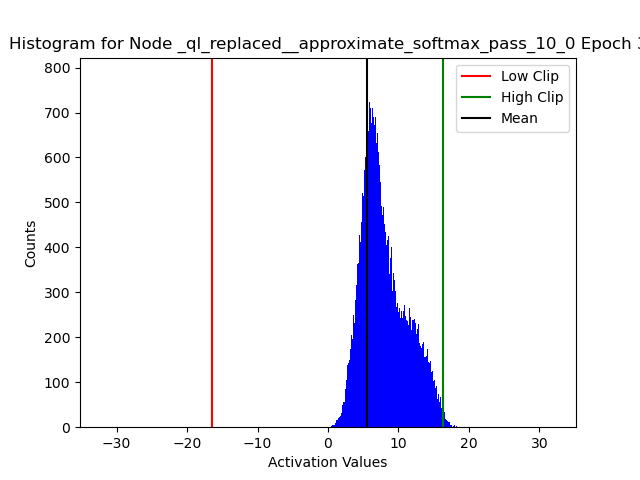 Histogram for Node _ql_replaced__approximate_softmax_pass_10_0 Epoch 3
800
700
600
500
400
300
200
100
0
Counts
Low Clip
High Clip
Mean
−30
−20
−10
0
10
20
30
Activation Values